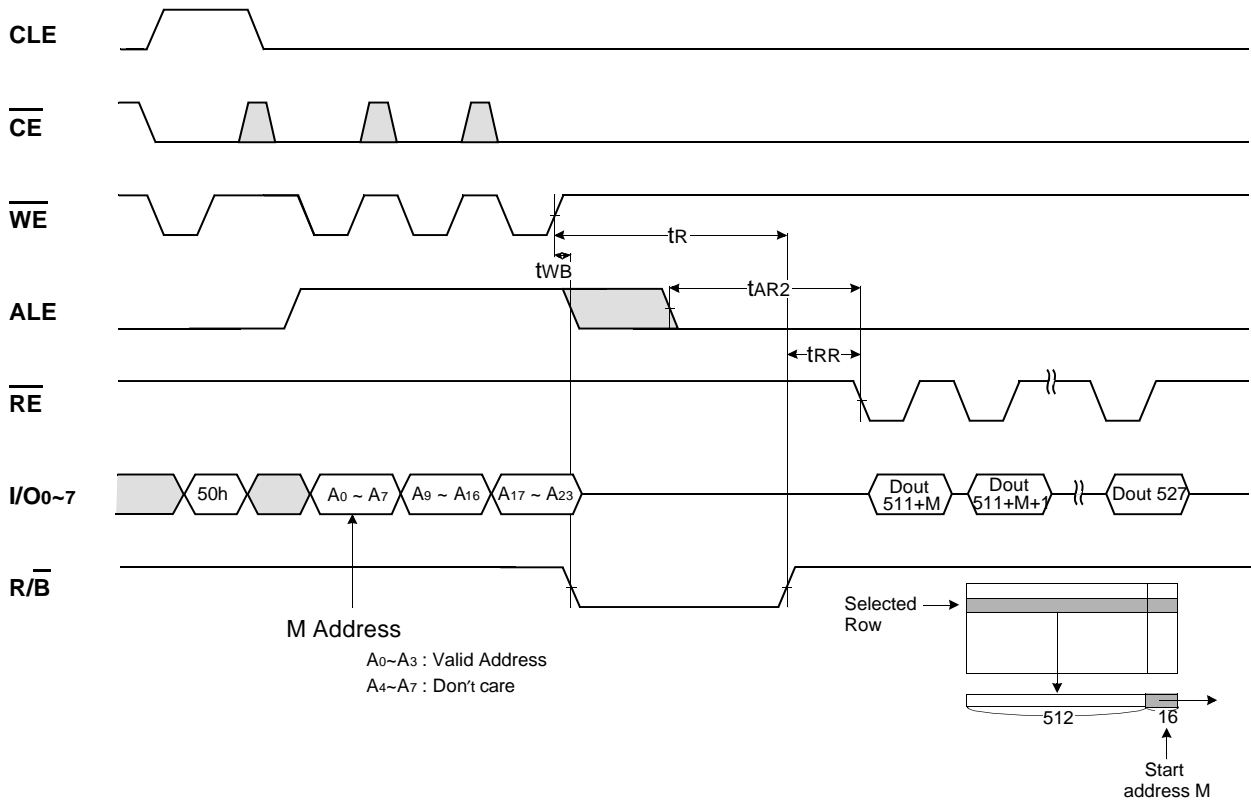 CLE
CE
WE
tR
tWB
ALE
tAR2
tRR
RE
I/O0~7
50h
A0 ~ A7
A9 ~ A16
A17 ~ A23
Dout
511+M
Dout
511+M+1
Dout 527
R/B
M Address
A0~A3 : Valid Address
A4~A7 : Don't care
Selected
Row
512
16
Start
address M